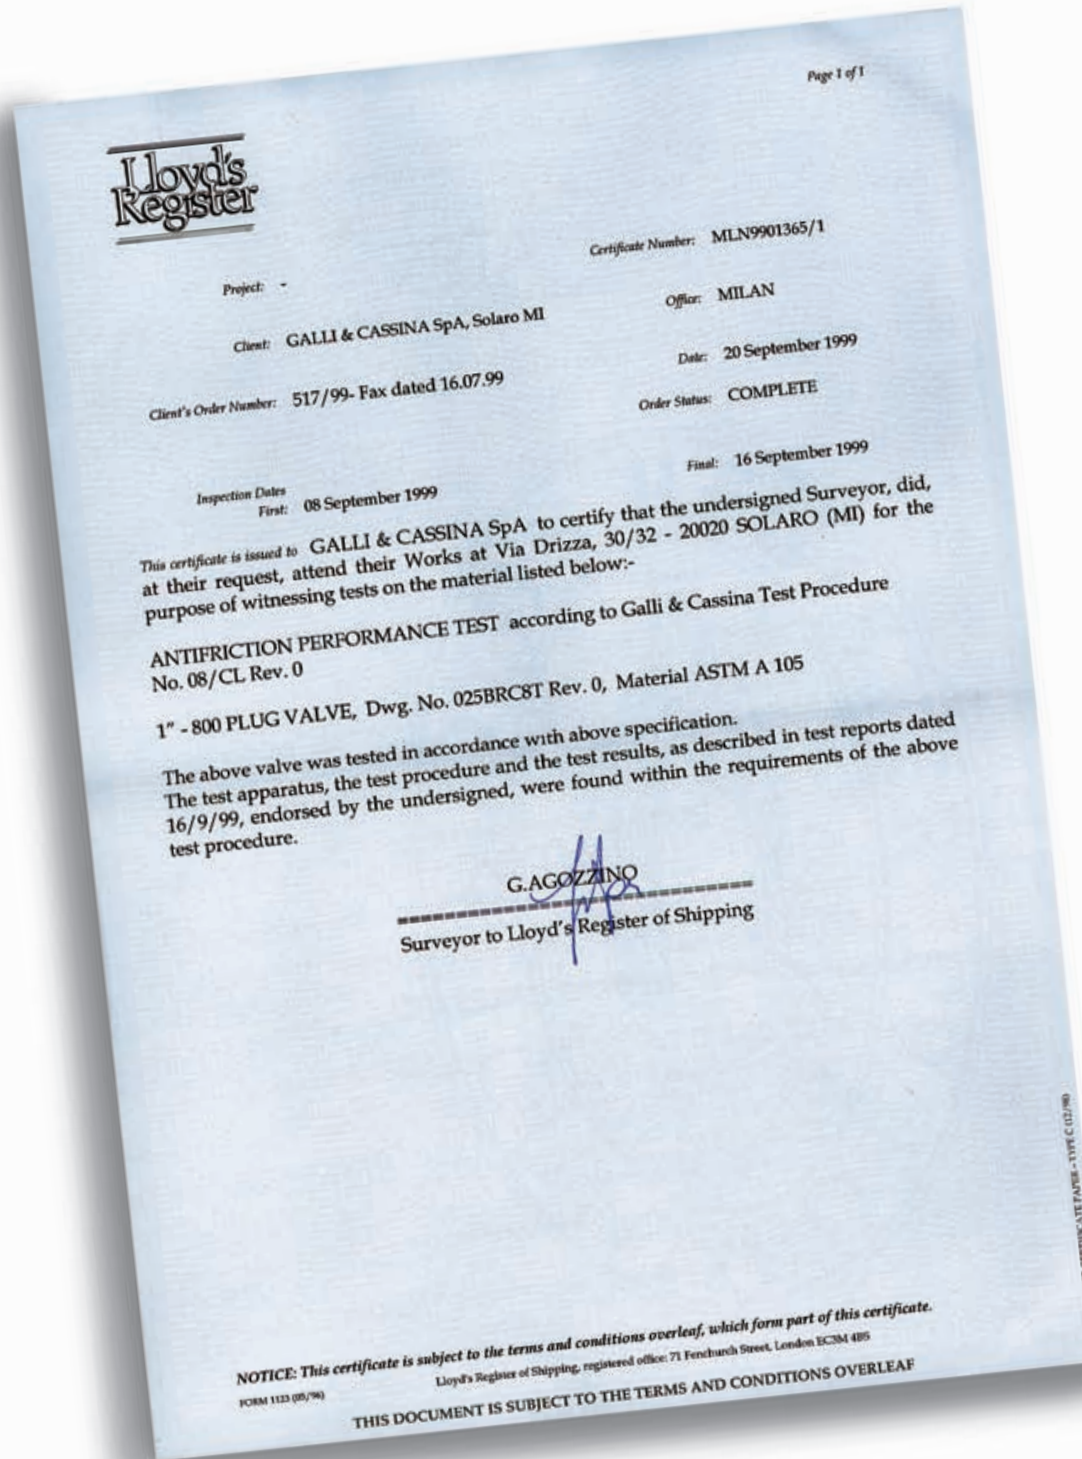 Page 1 of 1
Lloyd's
Register
Certificate Number: MLN9901365/1
Project: -
Office: MILAN
Client: GALLI & CASSINA SpA, Solaro MI
Date: 20 September 1999
Client's Order Number: 517/99- Fax dated 16.07.99
Order Status: COMPLETE
Inspection Dates
First: 08 September 1999
Final: 16 September 1999
This certificate is issued to GALLI & CASSINA SpA to certify that the undersigned Surveyor, did,
at their request, attend their Works at Via Drizza, 30/32 - 20020 SOLARO (MI) for the
purpose of witnessing tests on the material listed below:-
ANTIFRICTION PERFORMANCE TEST according to Galli & Cassina Test Procedure
No. 08/CL Rev. 0
1" - 800 PLUG VALVE, Dwg. No. 025BRC8T Rev. 0, Material ASTM A 105
The above valve was tested in accordance with above specification.
The test apparatus, the test procedure and the test results, as described in test reports dated
16/9/99, endorsed by the undersigned, were found within the requirements of the above
test procedure.
G.AGOZZINO
Surveyor to Lloyd's Register of Shipping
PAPER - TYPE C (12/98)
NOTICE: This certificate is subject to the terms and conditions overleaf, which form part of this certificate.
Lloyd's Register of Shipping, registered office: 71 Fenchurch Street, London EC3M 4BS
FORM 1123 (05/96)
THIS DOCUMENT IS SUBJECT TO THE TERMS AND CONDITIONS OVERLEAF